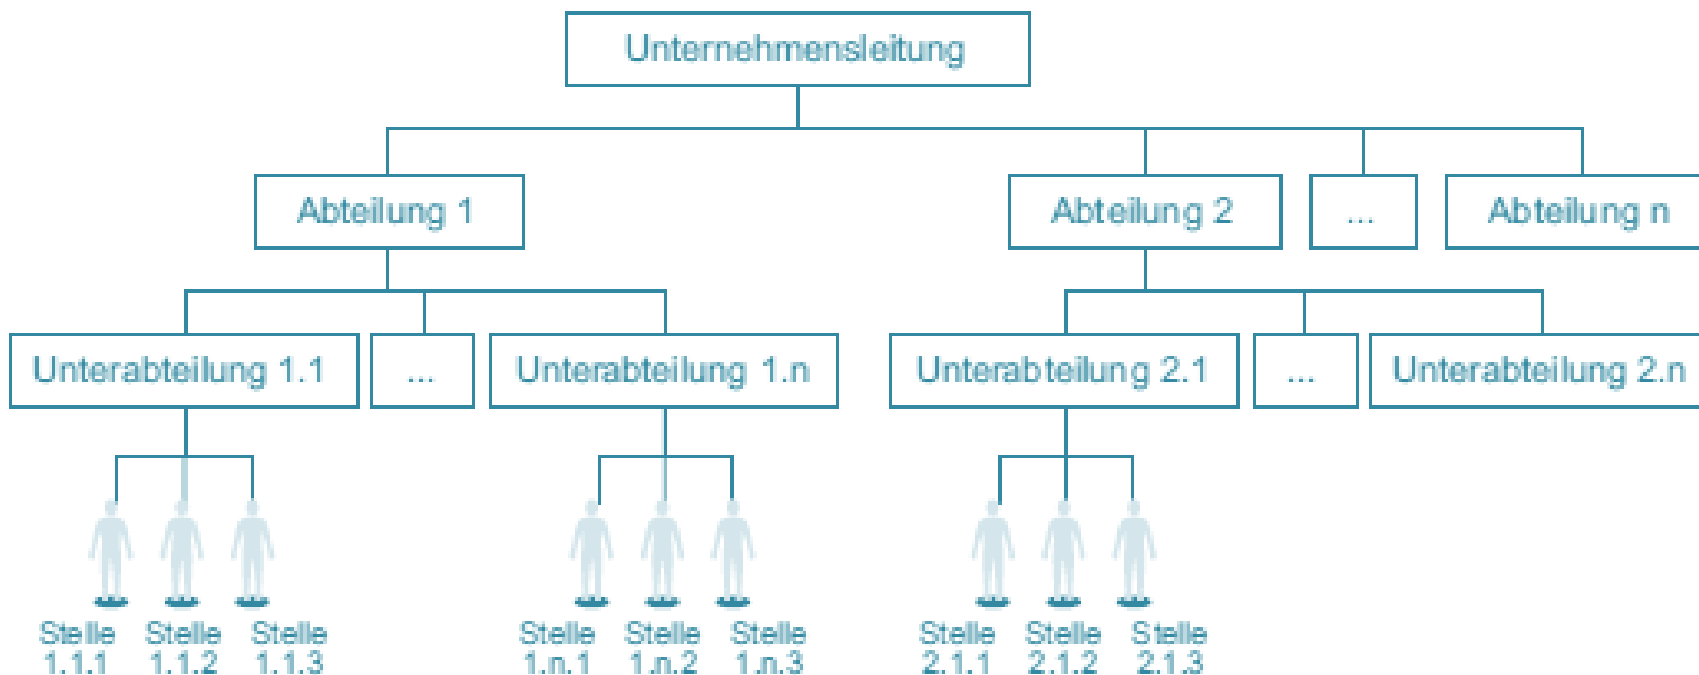 Unternehmensleitung
Abteilung 1
Abteilung 2
...
Abteilung n
Unterabteilung 1.1
...
Unterabteilung 1.n
Unterabteilung 2.1
...
Unterabteilung 2.n
Stelle
1.1.1
Stelle
1.1.2
Stelle
1.1.3
Stelle
1.n.1
Stelle
1.n.2
Stelle
1.n.3
Stelle
2.1.1
Stelle
2.1.2
Stelle
2.1.3